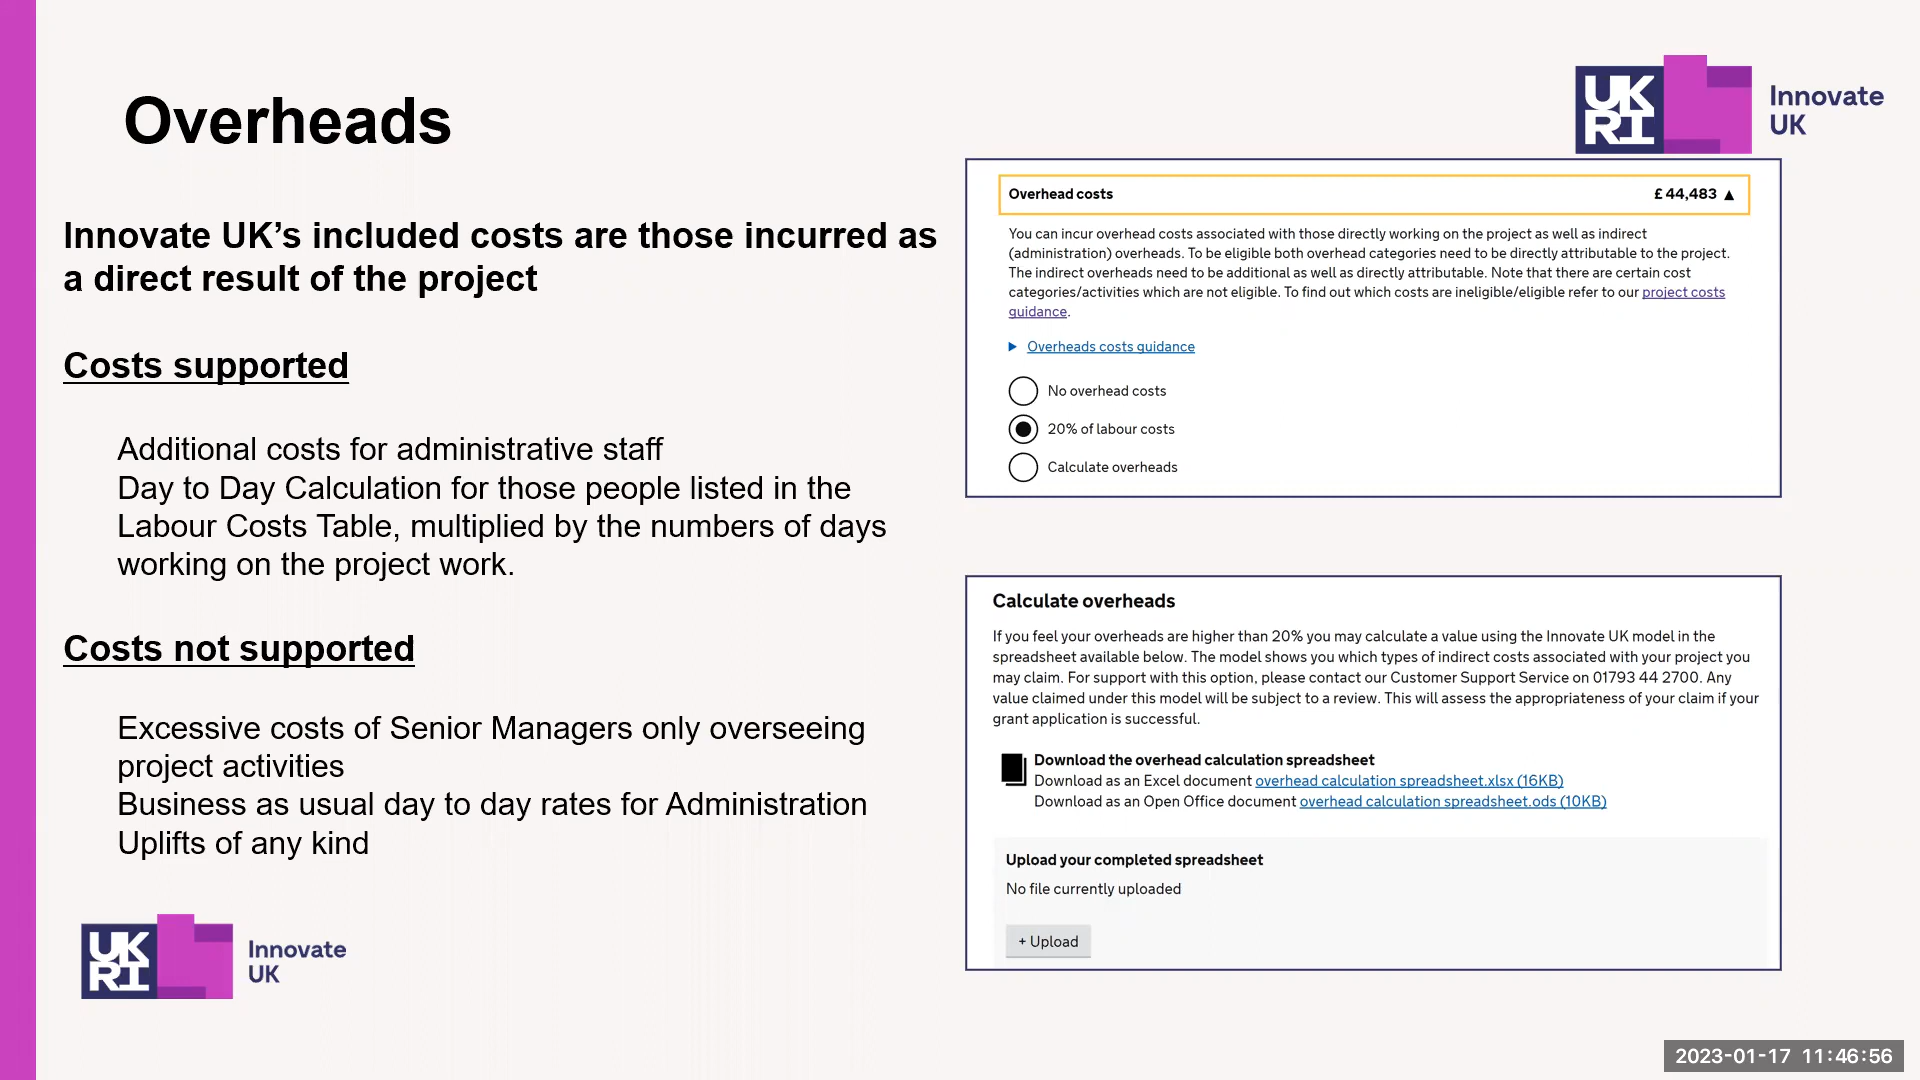 Overheads
UK
RI
Innovate
UK
Innovate UK’s included costs are those incurred as
a direct result of the project
Costs supported
Additional costs for administrative staff
Day to Day Calculation for those people listed in the
Labour Costs Table, multiplied by the numbers of days
working on the project work.
Costs not supported
Excessive costs of Senior Managers only overseeing
project activities
Business as usual day to day rates for Administration
Uplifts of any kind
UK
RI
Innovate
UK
Overhead costs £ 44,483 ▲
You can incur overhead costs associated with those directly working on the project as well as indirect
(administration) overheads. To be eligible both overhead categories need to be directly attributable to the project.
The indirect overheads need to be additional as well as directly attributable. Note that there are certain cost
categories/activities which are not eligible. To find out which costs are ineligible/eligible refer to our project costs
guidance.
Overheads costs guidance
No overhead costs
20% of labour costs
Calculate overheads
Calculate overheads
If you feel your overheads are higher than 20% you may calculate a value using the Innovate UK model in the
spreadsheet available below. The model shows you which types of indirect costs associated with your project you
may claim. For support with this option, please contact our Customer Support Service on 01793 44 2700. Any
value claimed under this model will be subject to a review. This will assess the appropriateness of your claim if your
grant application is successful.
Download the overhead calculation spreadsheet
Download as an Excel document overhead calculation spreadsheet.xlsx (16KB)
Download as an Open Office document overhead calculation spreadsheet.ods (10KB)
Upload your completed spreadsheet
No file currently uploaded
+ Upload
2023-01-17 11:46:56